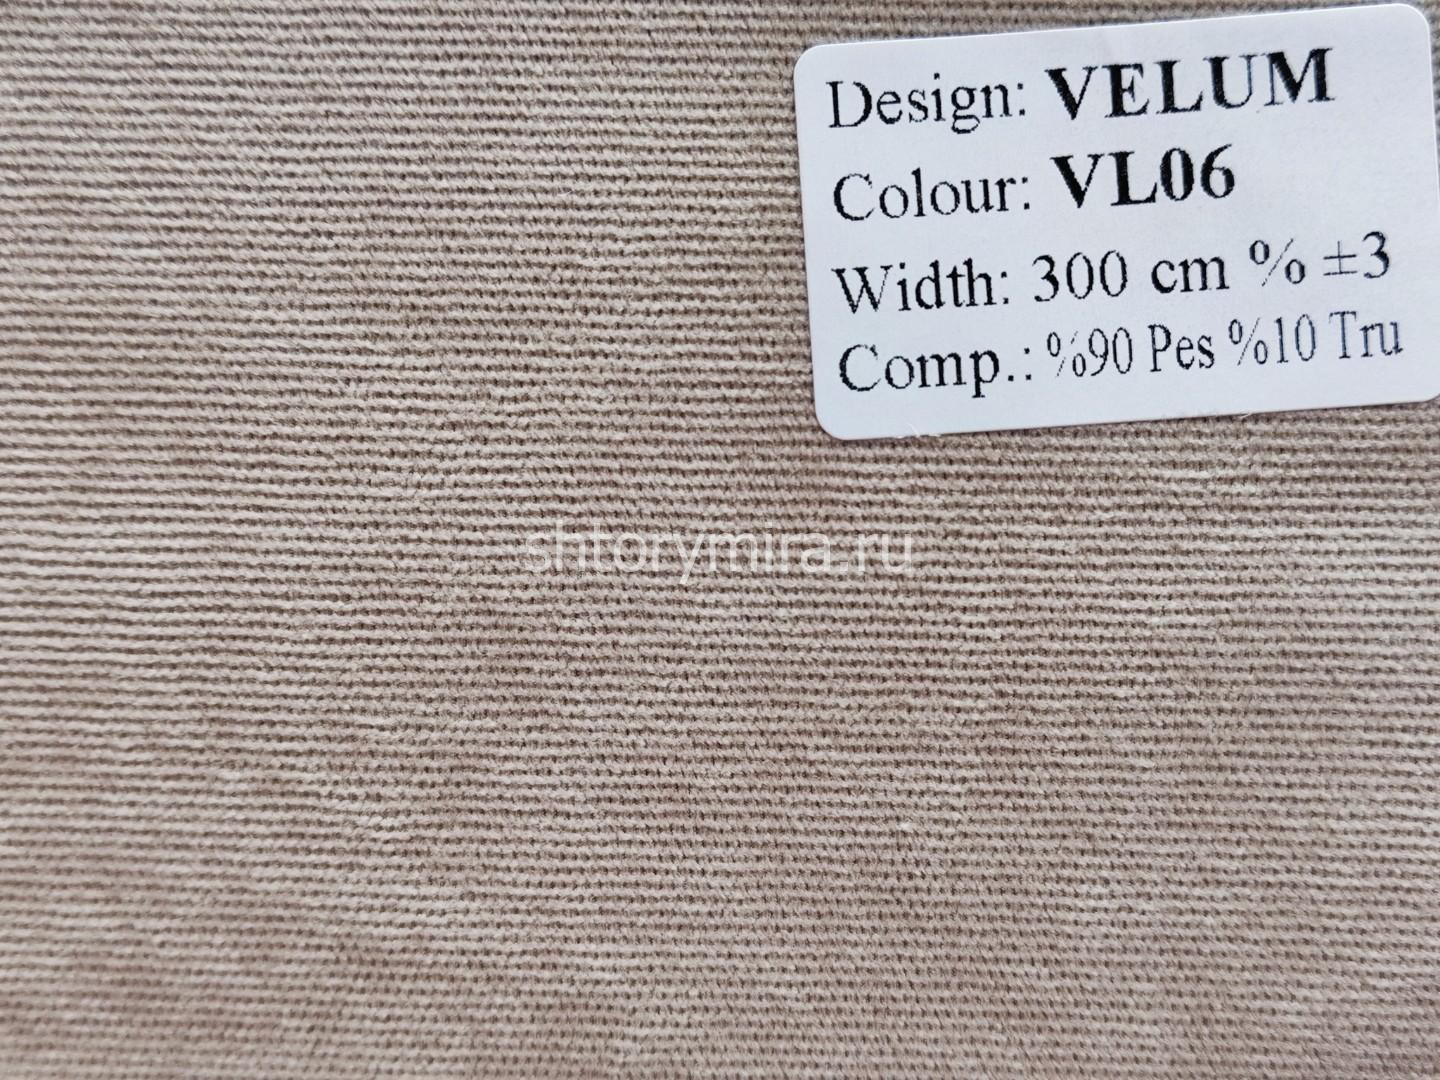 Design: VELUM
Colour: VL06
Width: 300 cm % ±3
Comp.: %90 Pes %10 Tru
shtorymira.ru